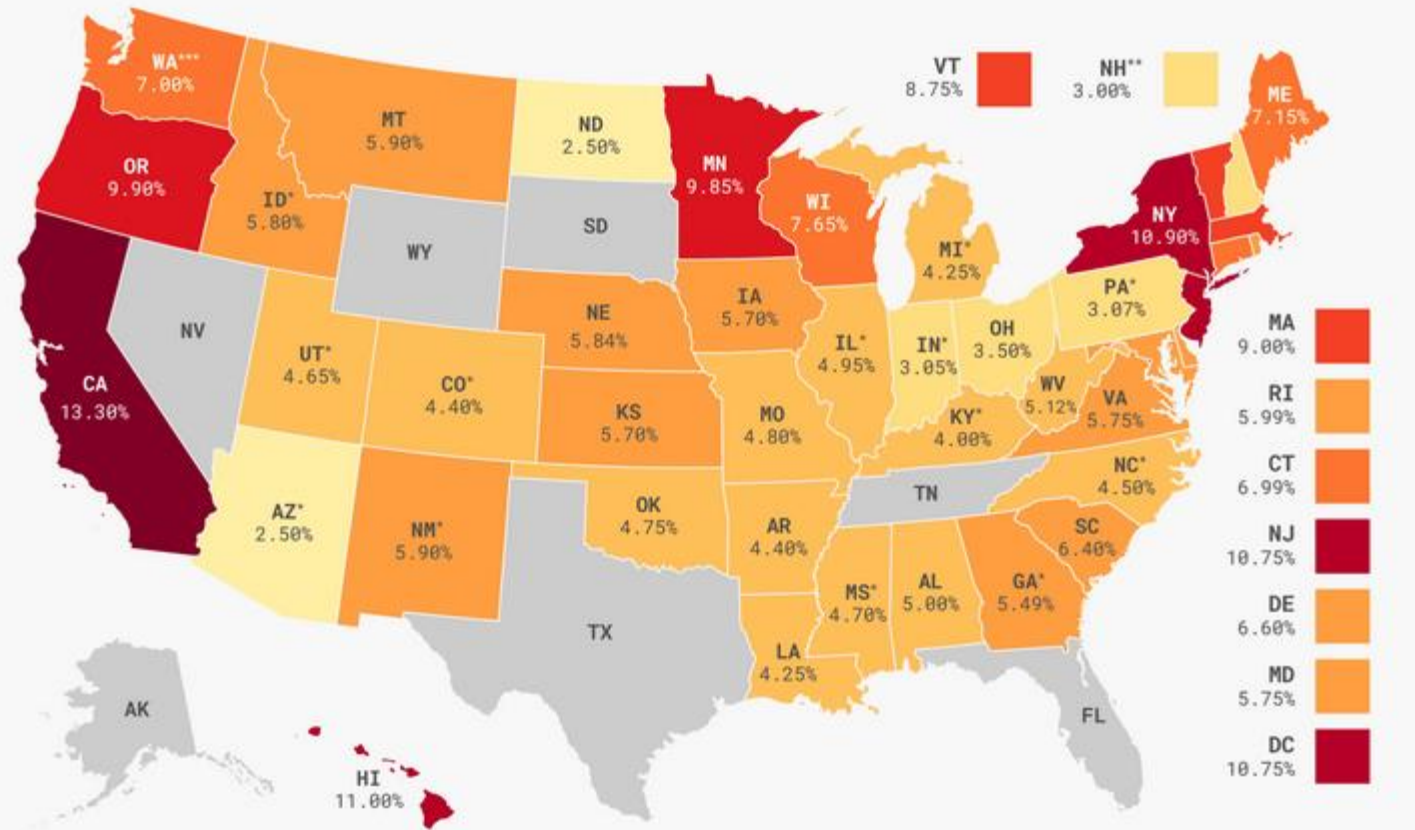 WA***
7.00%
OR
9.90%
CA
13.30%
NV
ID*
5.80%
MT
5.90%
WY
UT*
4.65%
AZ*
2.50%
CO*
4.40%
NM*
5.90%
ND
2.50%
SD
NE
5.84%
KS
5.70%
OK
4.75%
TX
MN
9.85%
IA
5.70%
MO
4.80%
AR
4.40%
LA
4.25%
WI
7.65%
IL*
4.95%
MI*
4.25%
IN*
3.05%
OH
3.50%
KY*
4.00%
TN
MS*
4.70%
AL
5.00%
GA*
5.49%
FL
SC
6.40%
NC*
4.50%
VA
5.75%
WV
5.12%
PA*
3.07%
NY
10.90%
ME
7.15%
VT
8.75%
NH**
3.00%
MA
9.00%
RI
5.99%
CT
6.99%
NJ
10.75%
DE
6.60%
MD
5.75%
DC
10.75%
AK
HI
11.00%